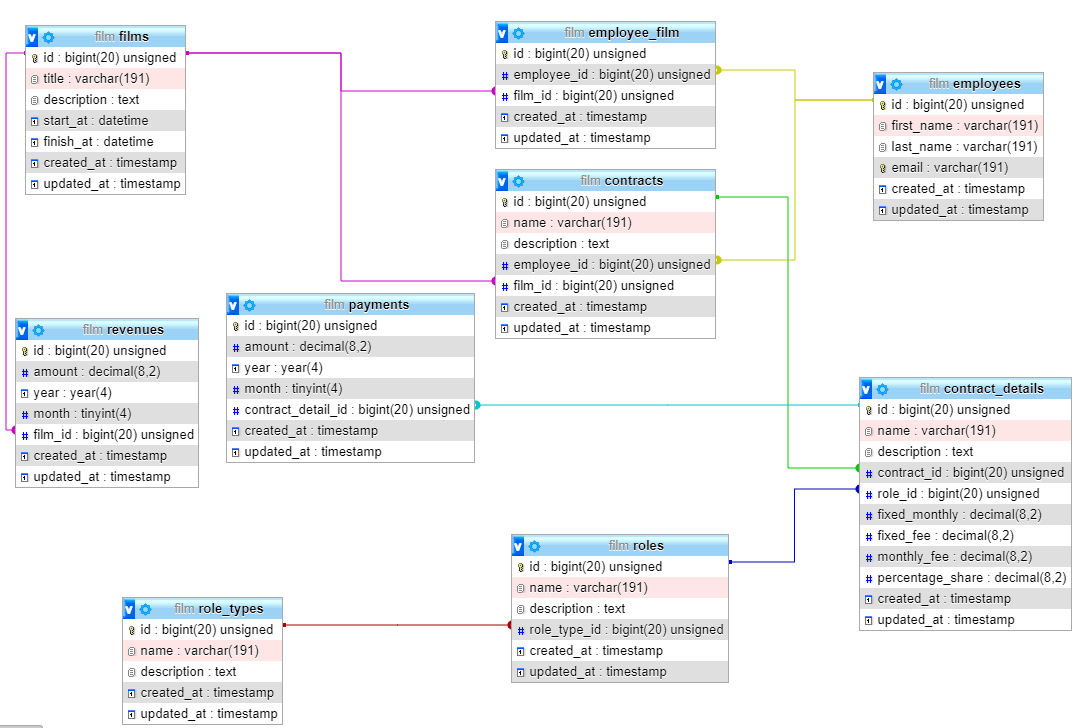 film films
id : bigint(20) unsigned
title : varchar(191)
description : text
start_at : datetime
finish_at : datetime
created_at : timestamp
updated_at : timestamp
film employee_film
id : bigint(20) unsigned
employee_id : bigint(20) unsigned
film_id : bigint(20) unsigned
created_at : timestamp
updated_at : timestamp
film employees
id : bigint(20) unsigned
first_name : varchar(191)
last_name : varchar(191)
email : varchar(191)
created_at : timestamp
updated_at : timestamp
film contracts
id : bigint(20) unsigned
name : varchar(191)
description : text
employee_id : bigint(20) unsigned
film_id : bigint(20) unsigned
created_at : timestamp
updated_at : timestamp
film payments
id : bigint(20) unsigned
amount : decimal(8,2)
year : year(4)
month : tinyint(4)
contract_detail_id : bigint(20) unsigned
created_at : timestamp
updated_at : timestamp
film revenues
id : bigint(20) unsigned
amount : decimal(8,2)
year : year(4)
month : tinyint(4)
film_id : bigint(20) unsigned
created_at : timestamp
updated_at : timestamp
film contract_details
id : bigint(20) unsigned
name : varchar(191)
description : text
contract_id : bigint(20) unsigned
role_id : bigint(20) unsigned
fixed_monthly : decimal(8,2)
fixed_fee : decimal(8,2)
monthly_fee : decimal(8,2)
percentage_share : decimal(8,2)
created_at : timestamp
updated_at : timestamp
film roles
id : bigint(20) unsigned
name : varchar(191)
description : text
role_type_id : bigint(20) unsigned
created_at : timestamp
updated_at : timestamp
film role_types
id : bigint(20) unsigned
name : varchar(191)
description : text
created_at : timestamp
updated_at : timestamp